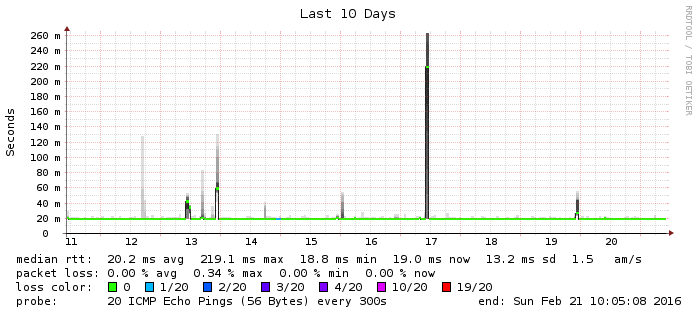 Last 10 Days
RRDTOOL / TOBI OETIKER
Seconds
260 m
240 m
220 m
200 m
180 m
160 m
140 m
120 m
100 m
80 m
60 m
40 m
20 m
0
11 12 13 14 15 16 17 18 19 20
median rtt: 20.2 ms avg 219.1 ms max 18.8 ms min 19.0 ms now 13.2 ms sd 1.5 am/s
packet loss: 0.00 % avg 0.34 % max 0.00 % min 0.00 % now
loss color: 0 1/20 2/20 3/20 4/20 10/20 19/20
probe: 20 ICMP Echo Pings (56 Bytes) every 300s end: Sun Feb 21 10:05:08 2016